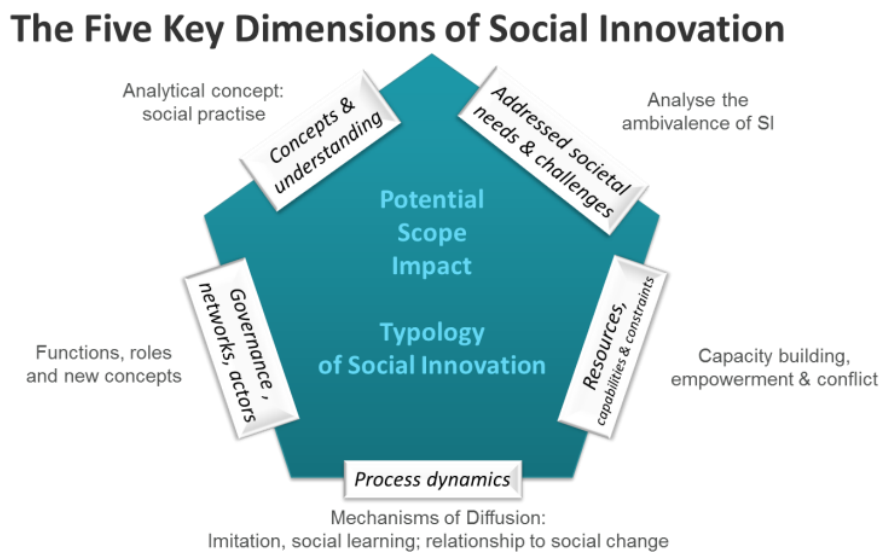 The Five Key Dimensions of Social Innovation
Analytical concept:
social practise
Concepts &
understanding
Addressed societal
needs & challenges
Analyse the
ambivalence of SI
Potential
Scope
Impact
Typology
of Social Innovation
Governance ,
networks, actors
Functions, roles
and new concepts
Resources,
capabilities & constraints
Capacity building,
empowerment & conflict
Process dynamics
Mechanisms of Diffusion:
Imitation, social learning; relationship to social change